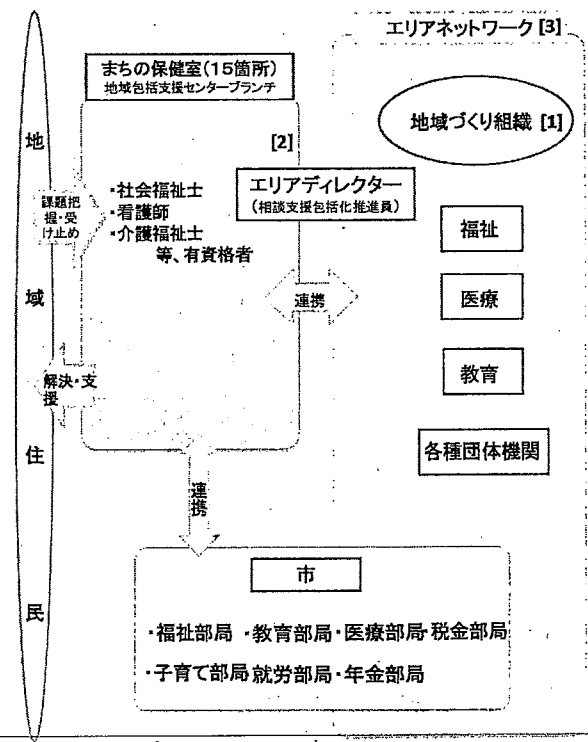 エリアネットワーク [3]
まちの保健室(15箇所)
地域包括支援センターブランチ
地域づくり組織 [1]
[2]
地域住民
エリアディレクター
(相談支援包括化推進員)
課題把
握・受
け止め
・社会福祉士
・看護師
・介護福祉士
等、有資格者
福祉
医療
連携
教育
解決・支
援
各種団体機関
連携
市
・福祉部局 ・教育部局・医療部局・税金部局
・子育て部局 就労部局・年金部局